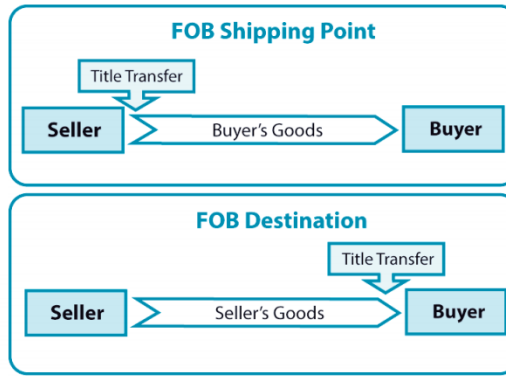 FOB Shipping Point
Title Transfer
Seller
Buyer's Goods
Buyer
FOB Destination
Title Transfer
Seller
Seller's Goods
Buyer